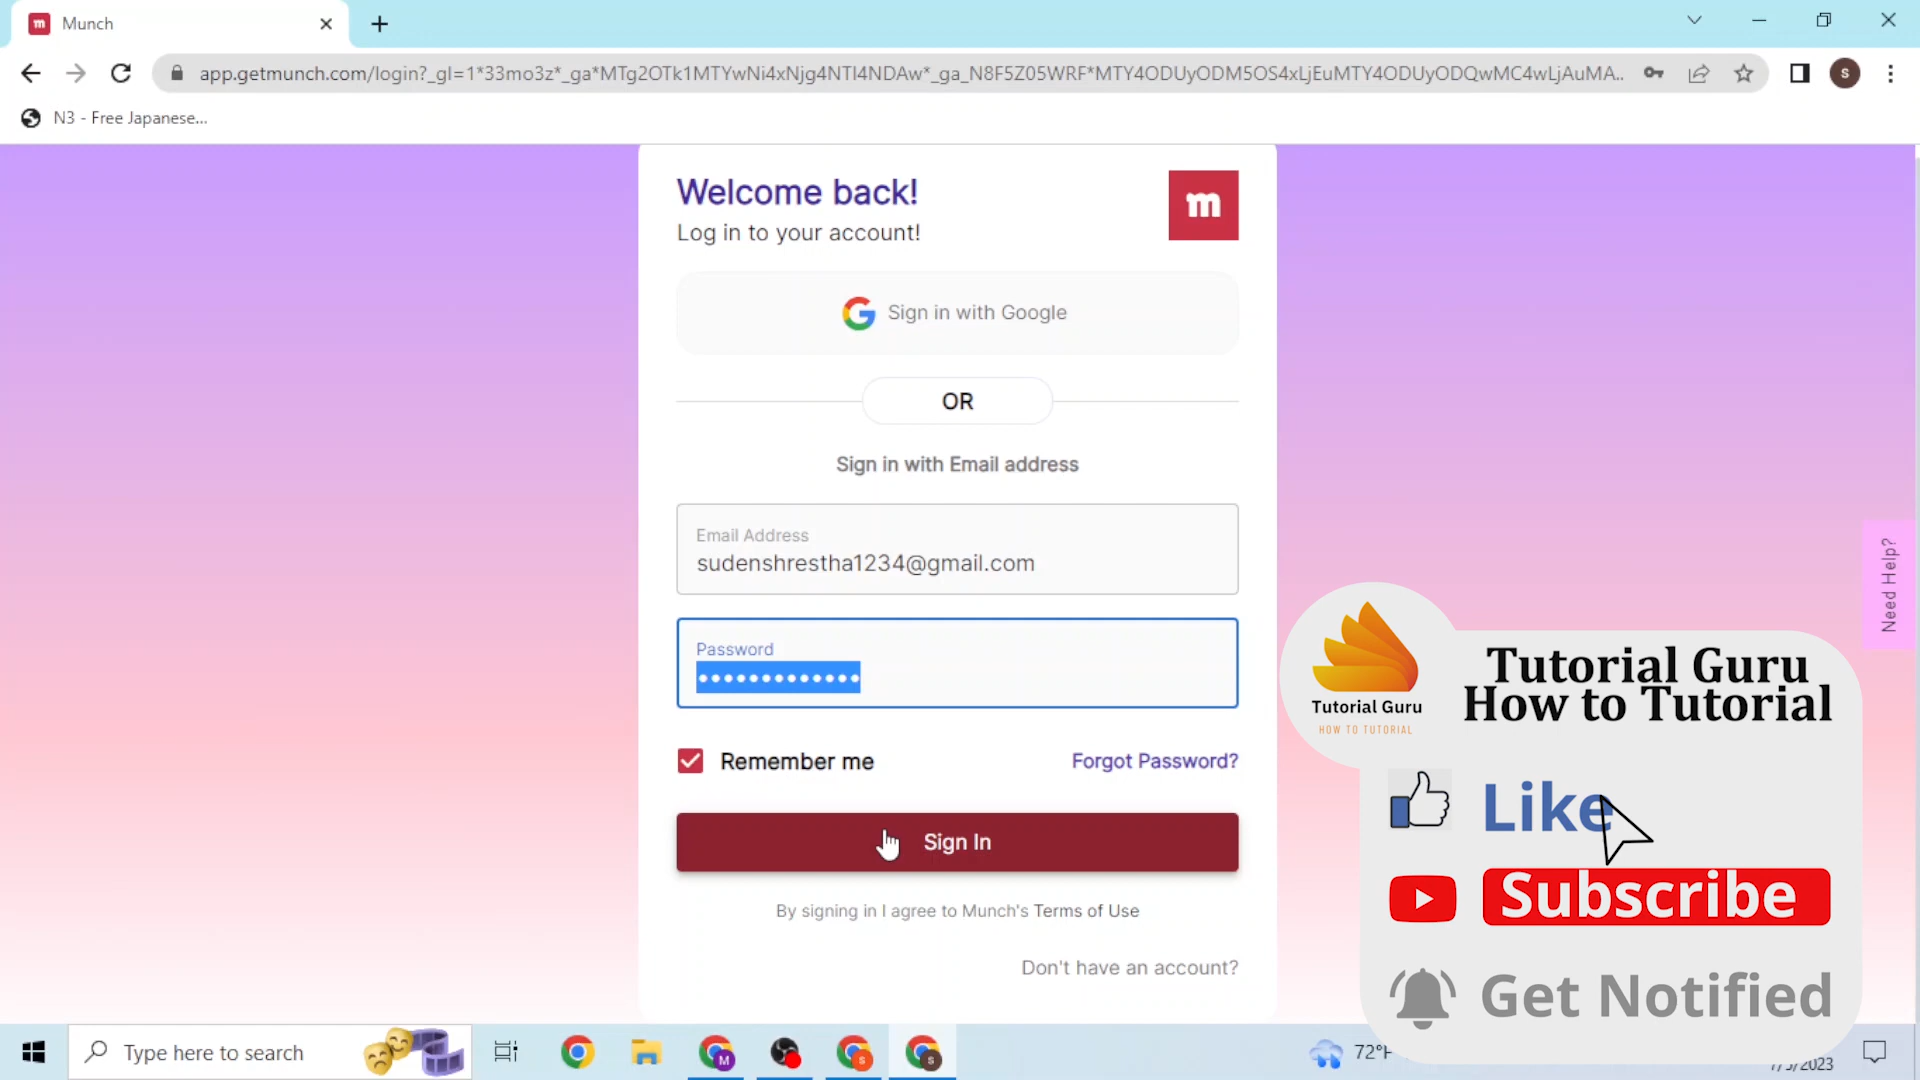 m Munch
app.getmunch.com/login?_gl=1*33mo3z*_ga*MTg2OTk1MTYwNi4xNjg4NTI4NDAw*_ga_N8F5Z05WRF*MTY4ODUyODM5OS4xLjEuMTY4ODUyODQwMC4wLjAuMA..
S
N3 - Free Japanese...
Welcome back!
m
Log in to your account!
G Sign in with Google
OR
Sign in with Email address
Email Address
sudenshrestha1234@gmail.com
Password
Remember me
Forgot Password?
Sign In
By signing in I agree to Munch's Terms of Use
Don't have an account?
Need Help?
Tutorial Guru
HOW TO TUTORIAL
Tutorial Guru
How to Tutorial
Like
Subscribe
Get Notified
Type here to search
M
S
S
72°F